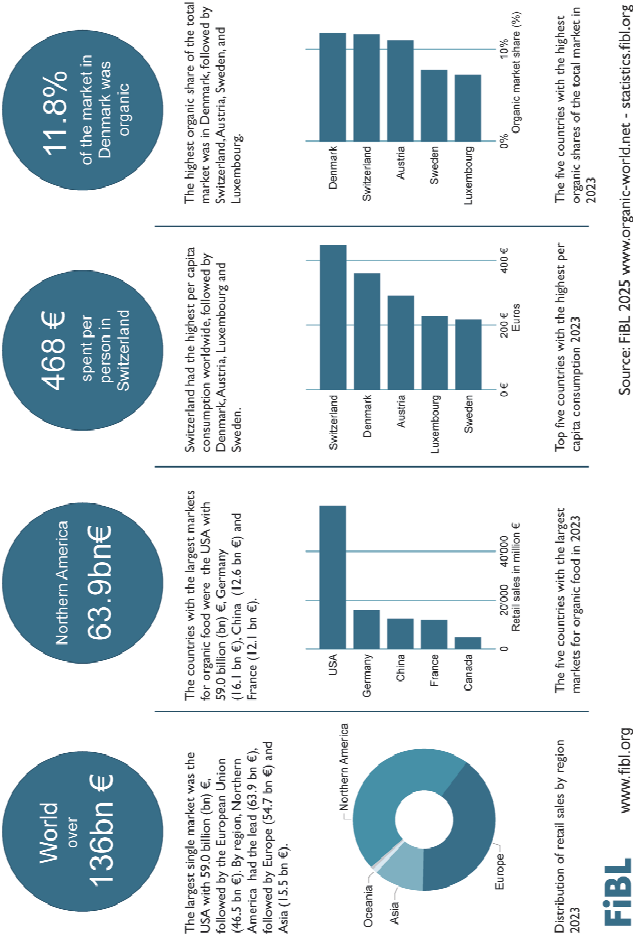 World
over
136bn €
The largest single market was the
USA with 59.0 billion (bn) €,
followed by the European Union
(46.5 bn €). By region, Northern
America had the lead (63.9 bn €),
followed by Europe (54.7 bn €) and
Asia (15.5 bn €).
Northern America
Oceania
Asia
Europe
Distribution of retail sales by region
2023
Northern America
63.9bn€
The countries with the largest markets
for organic food were the USA with
59.0 billion (bn) €, Germany
(16.1 bn €), China (12.6 bn €) and
France (12.1 bn €).
USA
Germany
China
France
Canada
0
20'000
40'000
Retail sales in million €
The five countries with the largest
markets for organic food in 2023
468 €
spent per
person in
Switzerland
Switzerland had the highest per capita
consumption worldwide, followed by
Denmark, Austria, Luxembourg and
Sweden.
Switzerland
Denmark
Austria
Luxembourg
Sweden
0 €
200 €
400 €
Euros
Top five countries with the highest per
capita consumption 2023
11.8%
of the market in
Denmark was
organic
The highest organic share of the total
market was in Denmark, followed by
Switzerland, Austria, Sweden, and
Luxembourg.
Denmark
Switzerland
Austria
Sweden
Luxembourg
0%
10%
Organic market share (%)
The five countries with the highest
organic shares of the total market in
2023
FiBL
www.fibl.org
Source: FiBL 2025 www.organic-world.net - statistics.fibl.org